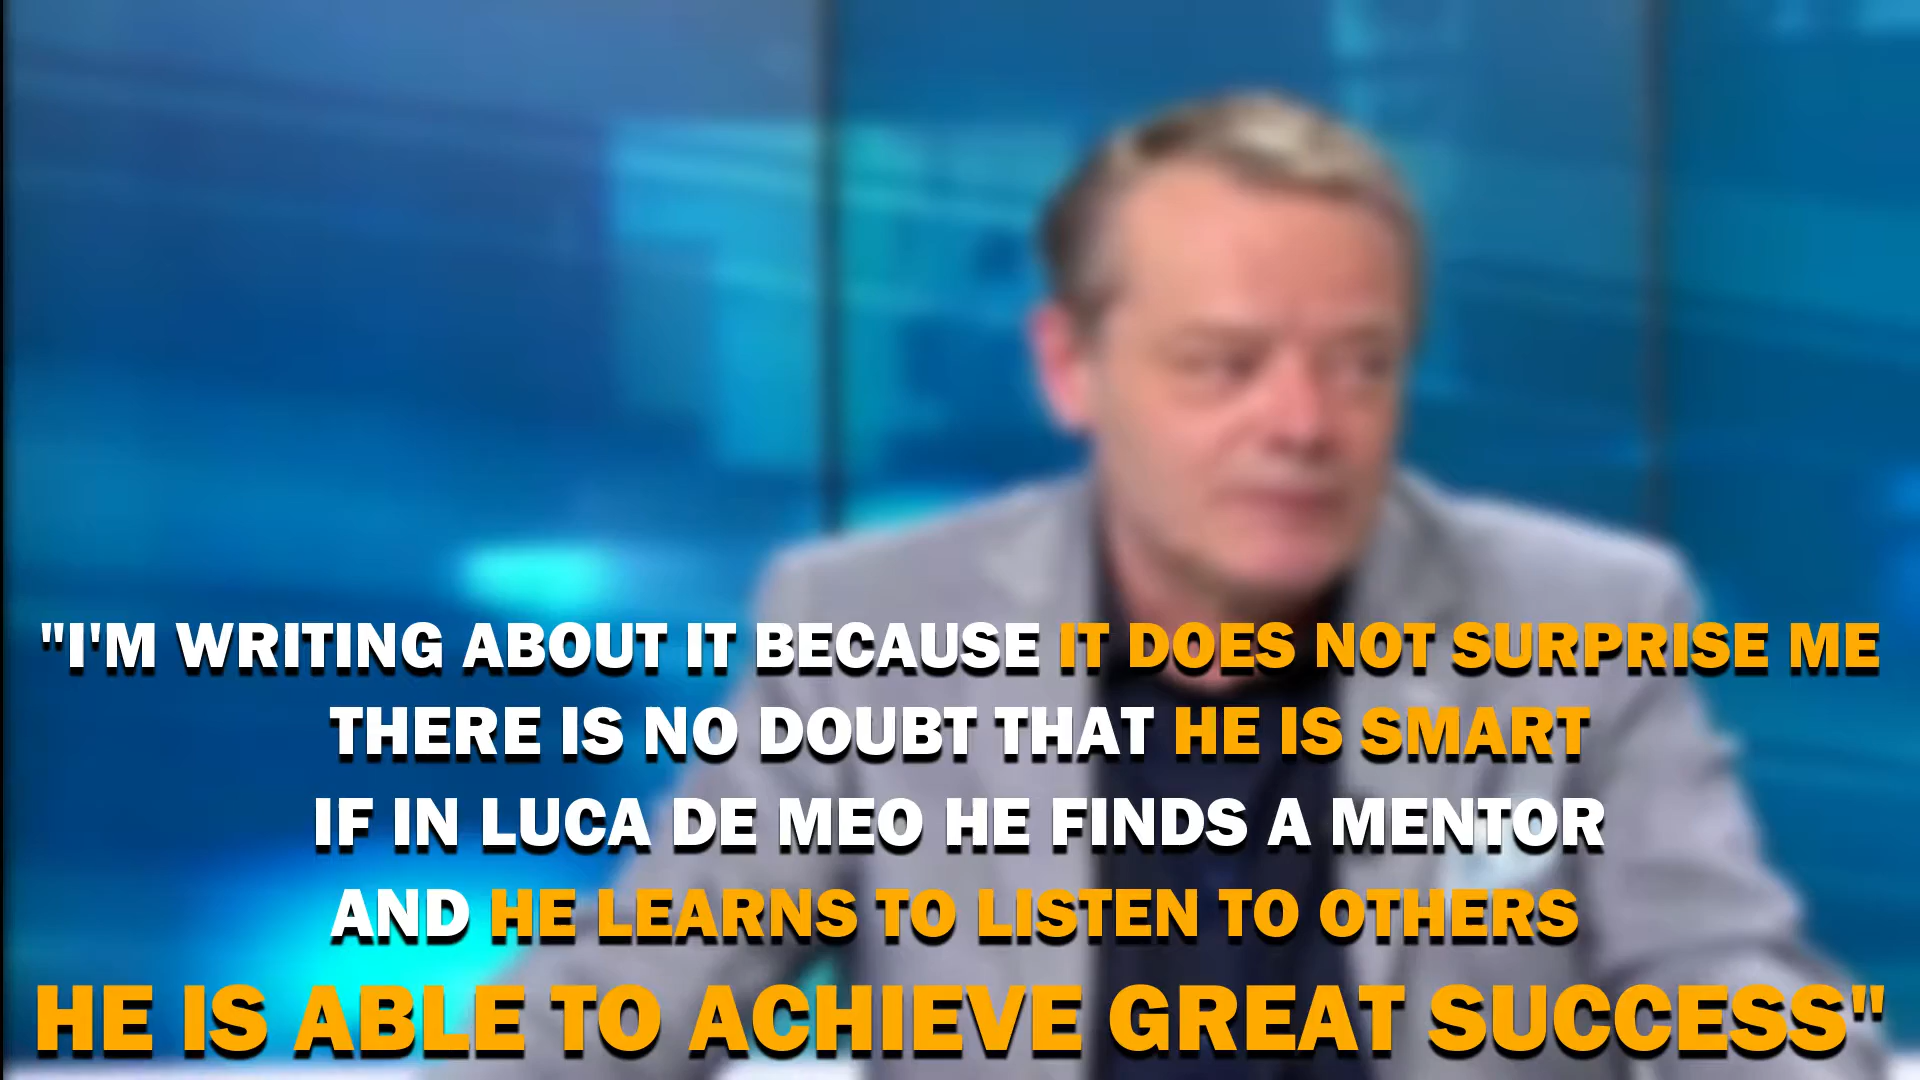 "I'M WRITING ABOUT IT BECAUSE IT DOES NOT SURPRISE ME
THERE IS NO DOUBT THAT HE IS SMART
IF IN LUCA DE MEO HE FINDS A MENTOR
AND HE LEARNS TO LISTEN TO OTHERS
HE IS ABLE TO ACHIEVE GREAT SUCCESS"